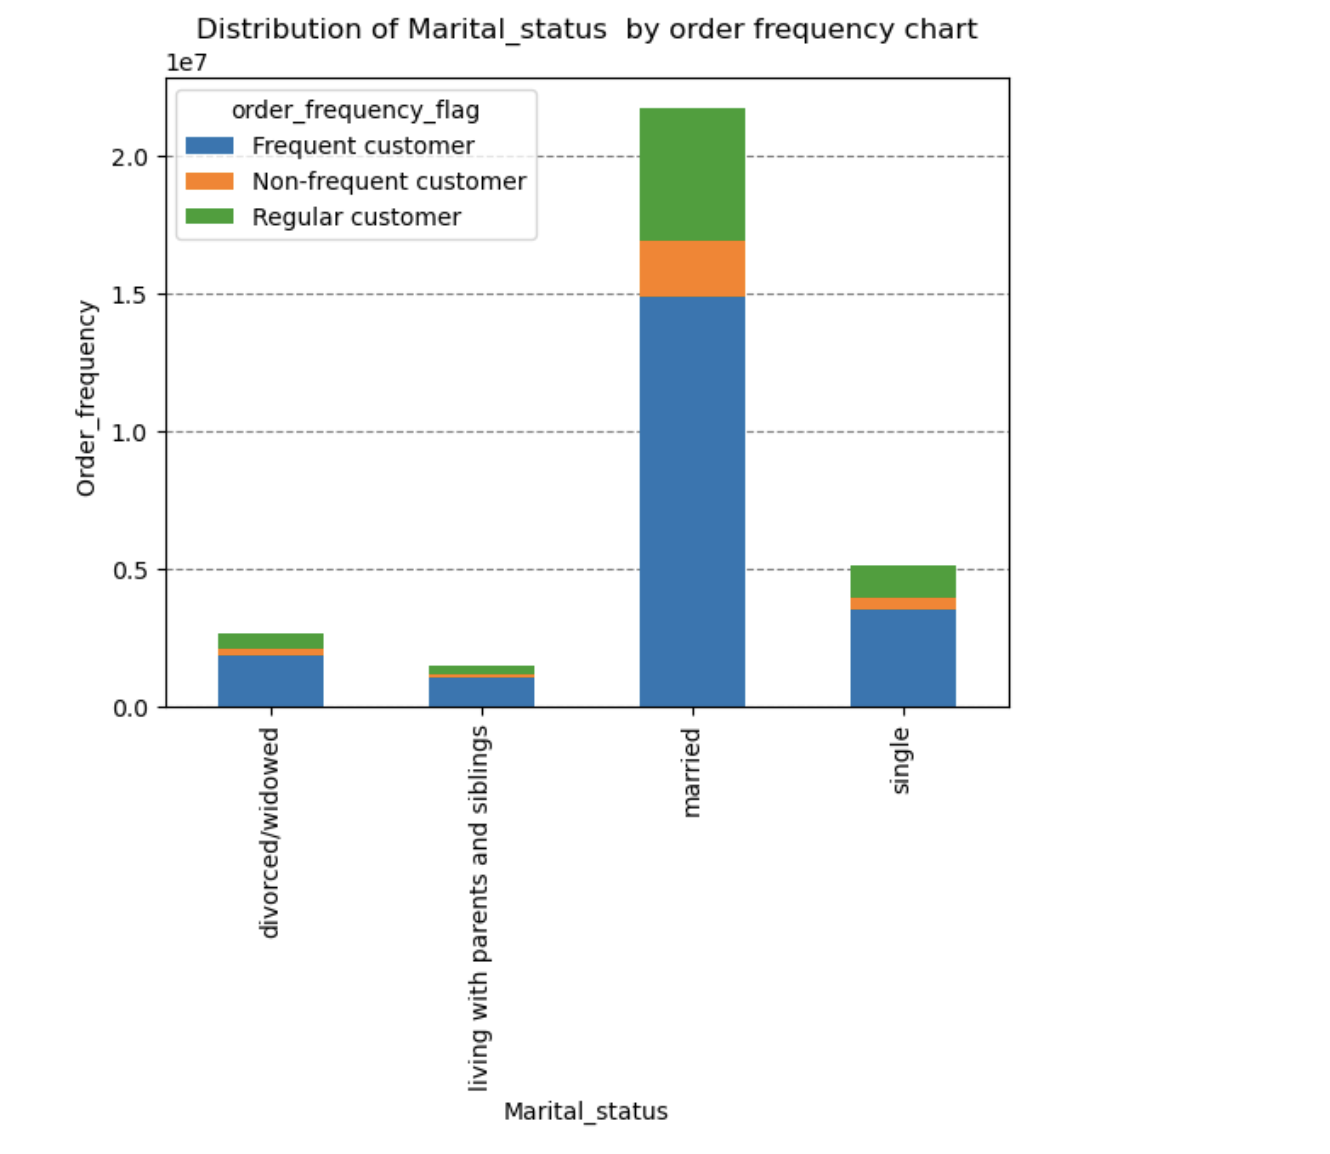 Distribution of Marital_status  by order frequency chart
1e7
order_frequency_flag
Frequent customer
Non-frequent customer
Regular customer
2.0
1.5
1.0
0.5
0.0
Order_frequency
divorced/widowed
living with parents and siblings
married
single
Marital_status